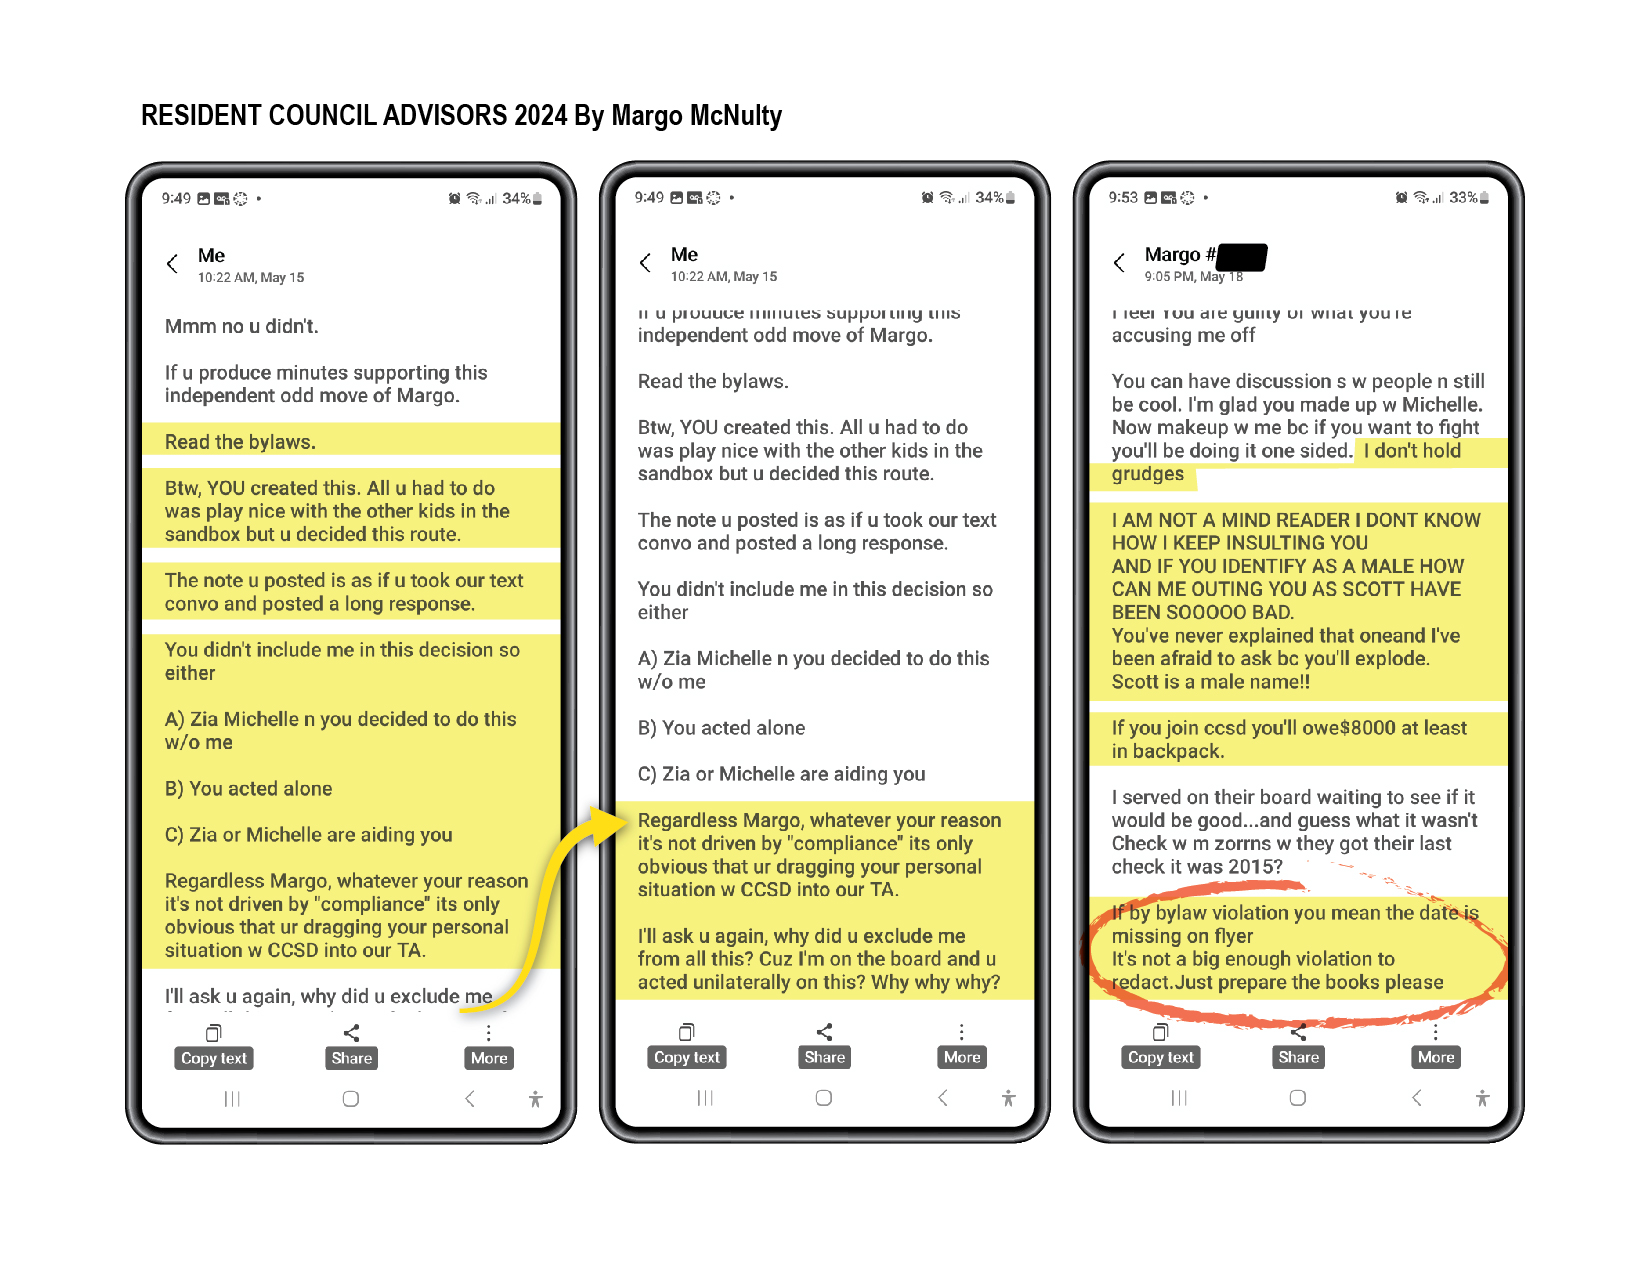 RESIDENT COUNCIL ADVISORS 2024 By Margo McNulty
9:49
34%
Me
10:22 AM, May 15
Mmm no u didn't.
If u produce minutes supporting this
independent odd move of Margo.
Read the bylaws.
Btw, YOU created this. All u had to do
was play nice with the other kids in the
sandbox but u decided this route.
The note u posted is as if u took our text
convo and posted a long response.
You didn't include me in this decision so
either
A) Zia Michelle n you decided to do this
w/o me
B) You acted alone
C) Zia or Michelle are aiding you
Regardless Margo, whatever your reason
it's not driven by "compliance" its only
obvious that ur dragging your personal
situation w CCSD into our TA.
I'll ask u again, why did u exclude me
Copy text
Share
More
9:49
34%
Me
10:22 AM, May 15
If u produce minutes supporting this
independent odd move of Margo.
Read the bylaws.
Btw, YOU created this. All u had to do
was play nice with the other kids in the
sandbox but u decided this route.
The note u posted is as if u took our text
convo and posted a long response.
You didn't include me in this decision so
either
A) Zia Michelle n you decided to do this
w/o me
B) You acted alone
C) Zia or Michelle are aiding you
Regardless Margo, whatever your reason
it's not driven by "compliance" its only
obvious that ur dragging your personal
situation w CCSD into our TA.
I'll ask u again, why did u exclude me
from all this? Cuz I'm on the board and u
acted unilaterally on this? Why why why?
Copy text
Share
More
9:53
33%
Margo #
9:05 PM, May 18
I feel You are guilty of what you're
accusing me off
You can have discussion s w people n still
be cool. I'm glad you made up w Michelle.
Now makeup w me bc if you want to fight
you'll be doing it one sided. I don't hold
grudges
I AM NOT A MIND READER I DONT KNOW
HOW I KEEP INSULTING YOU
AND IF YOU IDENTIFY AS A MALE HOW
CAN ME OUTING YOU AS SCOTT HAVE
BEEN SOOOOO BAD.
You've never explained that oneand I've
been afraid to ask bc you'll explode.
Scott is a male name!!
If you join ccsd you'll owe$8000 at least
in backpack.
I served on their board waiting to see if it
would be good...and guess what it wasn't
Check w m zorrns w they got their last
check it was 2015?
If by bylaw violation you mean the date is
missing on flyer
It's not a big enough violation to
redact.Just prepare the books please
Copy text
Share
More